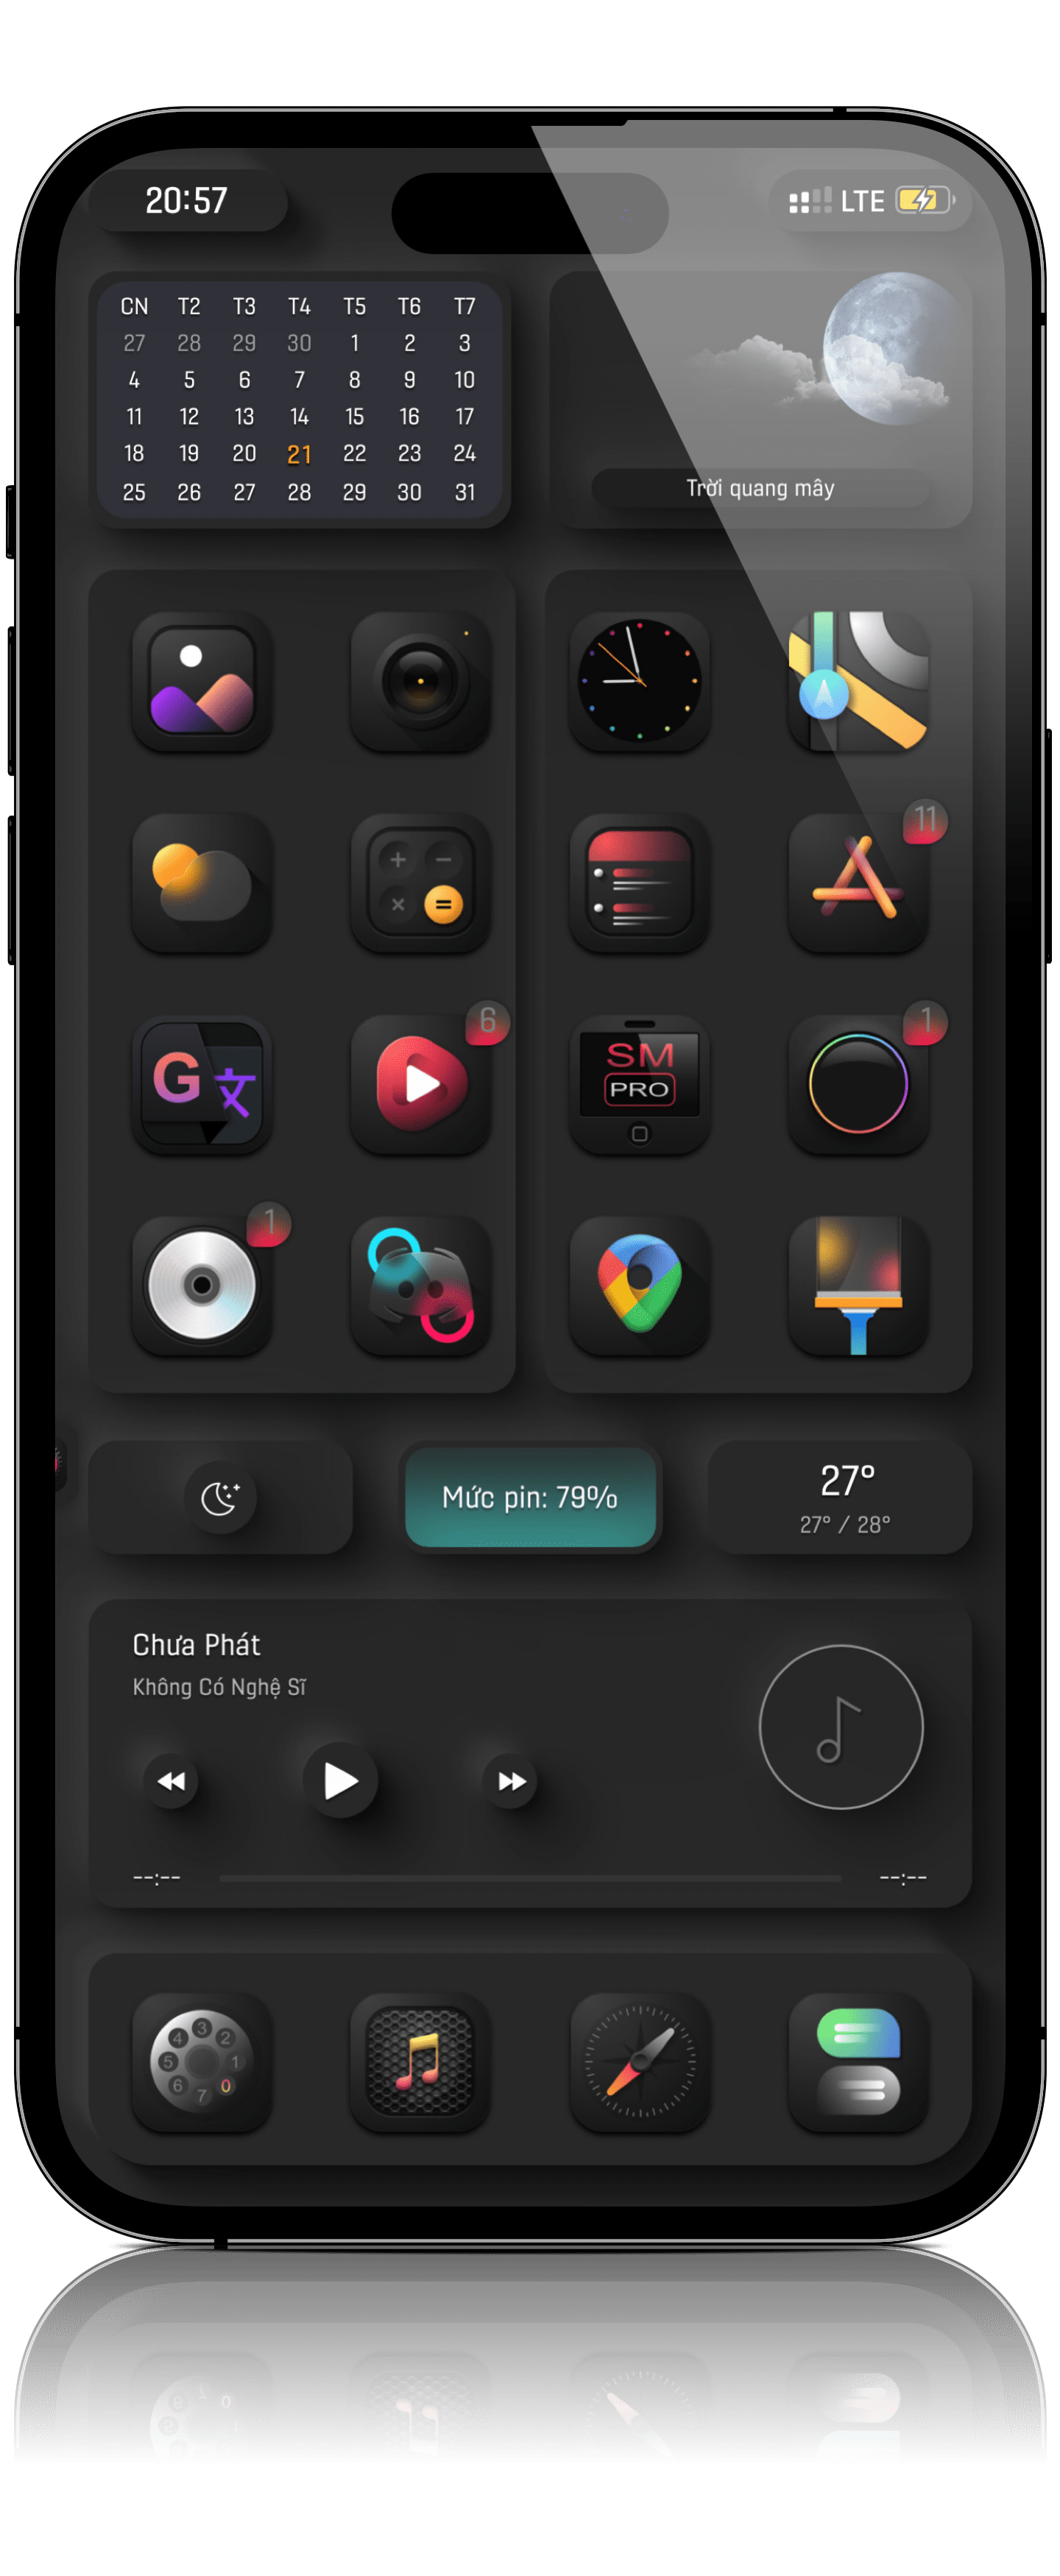 20:57
LTE
CN T2 T3 T4 T5 T6 T7
27 28 29 30 1 2 3
4 5 6 7 8 9 10
11 12 13 14 15 16 17
18 19 20 21 22 23 24
25 26 27 28 29 30 31
Trời quang mây
11
+ −
× =
G 文
6
SM
PRO
1
1
Mức pin: 79%
27°
27° / 28°
Chưa Phát
Không Có Nghệ Sĩ
--:-- --:--
4 3 2
5 1
6 7 0